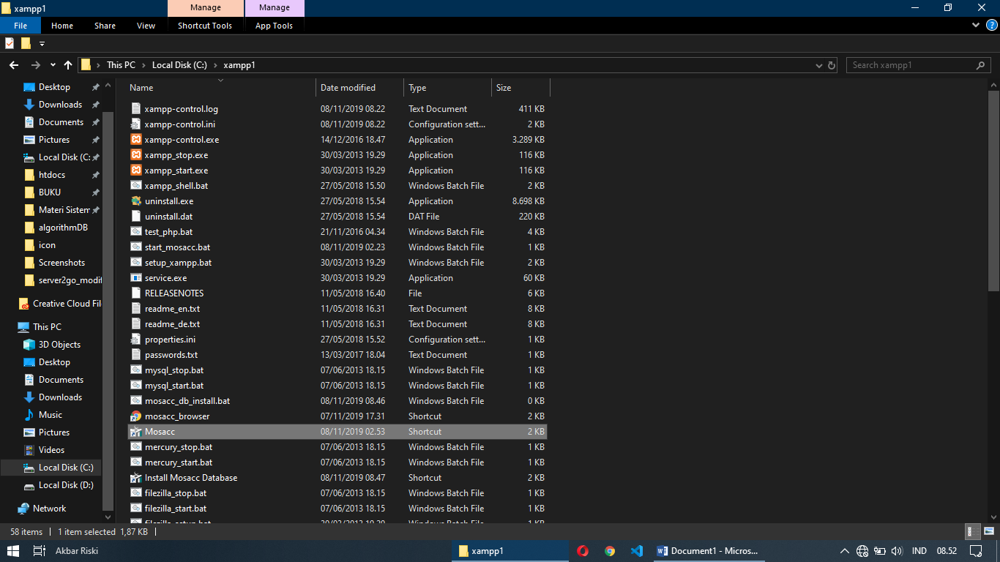 xampp1
Manage
Manage
File
Home
Share
View
Shortcut Tools
App Tools
This PC
Local Disk (C:)
xampp1
Search xampp1
Desktop
Downloads
Documents
Pictures
Local Disk (C:
htdocs
BUKU
Materi Sistem
algorithmDB
icon
Screenshots
server2go_modif
Creative Cloud Fil
This PC
3D Objects
Desktop
Documents
Downloads
Music
Pictures
Videos
Local Disk (C:)
Local Disk (D:)
Network
Name Date modified Type Size
xampp-control.log 08/11/2019 08.22 Text Document 411 KB
xampp-control.ini 08/11/2019 08.22 Configuration sett... 2 KB
xampp-control.exe 14/12/2016 18.47 Application 3.289 KB
xampp_stop.exe 30/03/2013 19.29 Application 116 KB
xampp_start.exe 30/03/2013 19.29 Application 116 KB
xampp_shell.bat 27/05/2018 15.50 Windows Batch File 2 KB
uninstall.exe 27/05/2018 15.54 Application 8.698 KB
uninstall.dat 27/05/2018 15.54 DAT File 220 KB
test_php.bat 21/11/2016 04.34 Windows Batch File 4 KB
start_mosacc.bat 08/11/2019 02.23 Windows Batch File 1 KB
setup_xampp.bat 30/03/2013 19.29 Windows Batch File 2 KB
service.exe 30/03/2013 19.29 Application 60 KB
RELEASENOTES 11/05/2018 16.40 File 6 KB
readme_en.txt 11/05/2018 16.31 Text Document 8 KB
readme_de.txt 11/05/2018 16.31 Text Document 8 KB
properties.ini 27/05/2018 15.52 Configuration sett... 1 KB
passwords.txt 13/03/2017 18.04 Text Document 1 KB
mysql_stop.bat 07/06/2013 18.15 Windows Batch File 1 KB
mysql_start.bat 07/06/2013 18.15 Windows Batch File 1 KB
mosacc_db_install.bat 08/11/2019 08.46 Windows Batch File 0 KB
mosacc_browser 07/11/2019 17.31 Shortcut 2 KB
Mosacc 08/11/2019 02.53 Shortcut 2 KB
mercury_stop.bat 07/06/2013 18.15 Windows Batch File 1 KB
mercury_start.bat 07/06/2013 18.15 Windows Batch File 1 KB
Install Mosacc Database 08/11/2019 08.47 Shortcut 2 KB
filezilla_stop.bat 07/06/2013 18.15 Windows Batch File 1 KB
filezilla_start.bat 07/06/2013 18.15 Windows Batch File 1 KB
58 items 1 item selected 1,87 KB
Akbar Riski
xampp1
Document1 - Micros...
IND
08.52